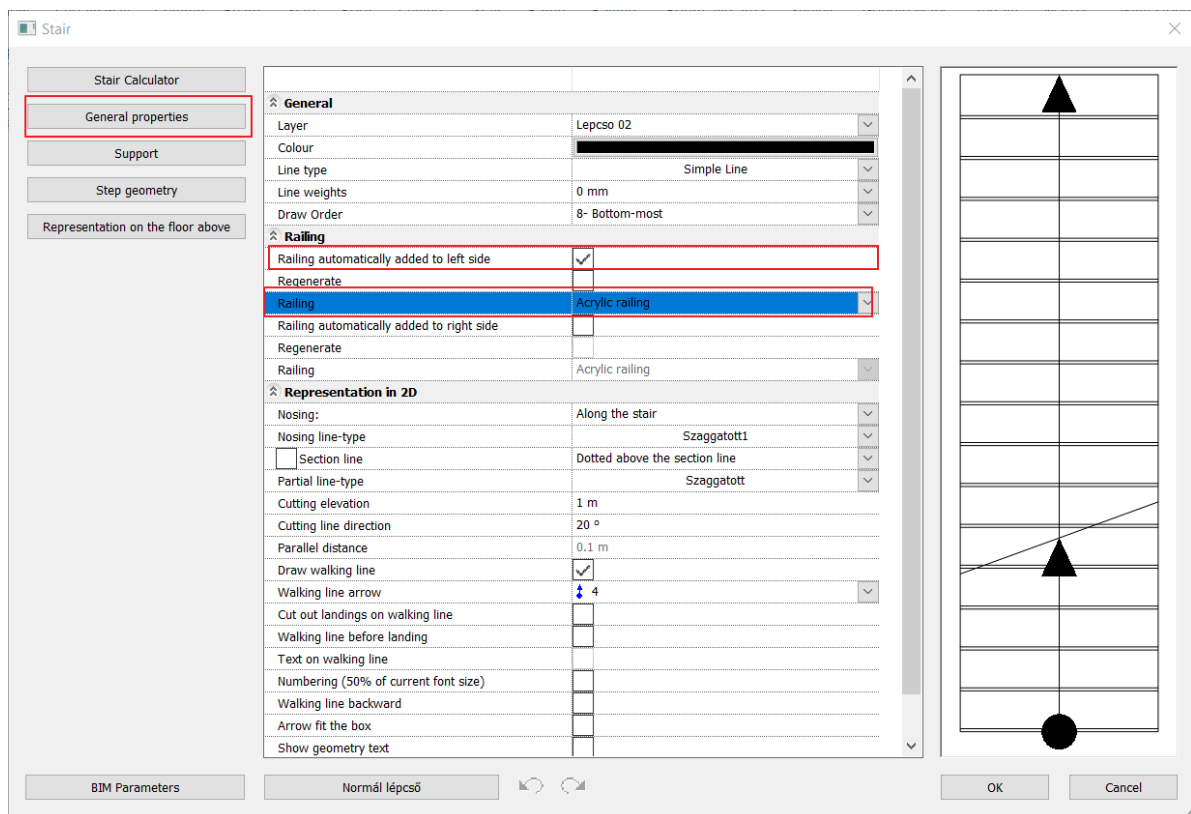 Stair
Stair Calculator
General properties
Support
Step geometry
Representation on the floor above
General
Layer Lepcso 02
Colour
Line type Simple Line
Line weights 0 mm
Draw Order 8- Bottom-most
Railing
Railing automatically added to left side
Regenerate
Railing Acrylic railing
Railing automatically added to right side
Regenerate
Railing Acrylic railing
Representation in 2D
Nosing: Along the stair
Nosing line-type Szaggatott1
Section line Dotted above the section line
Partial line-type Szaggatott
Cutting elevation 1 m
Cutting line direction 20 °
Parallel distance 0.1 m
Draw walking line
Walking line arrow 4
Cut out landings on walking line
Walking line before landing
Text on walking line
Numbering (50% of current font size)
Walking line backward
Arrow fit the box
Show geometry text
BIM Parameters
Normál lépcső
OK
Cancel